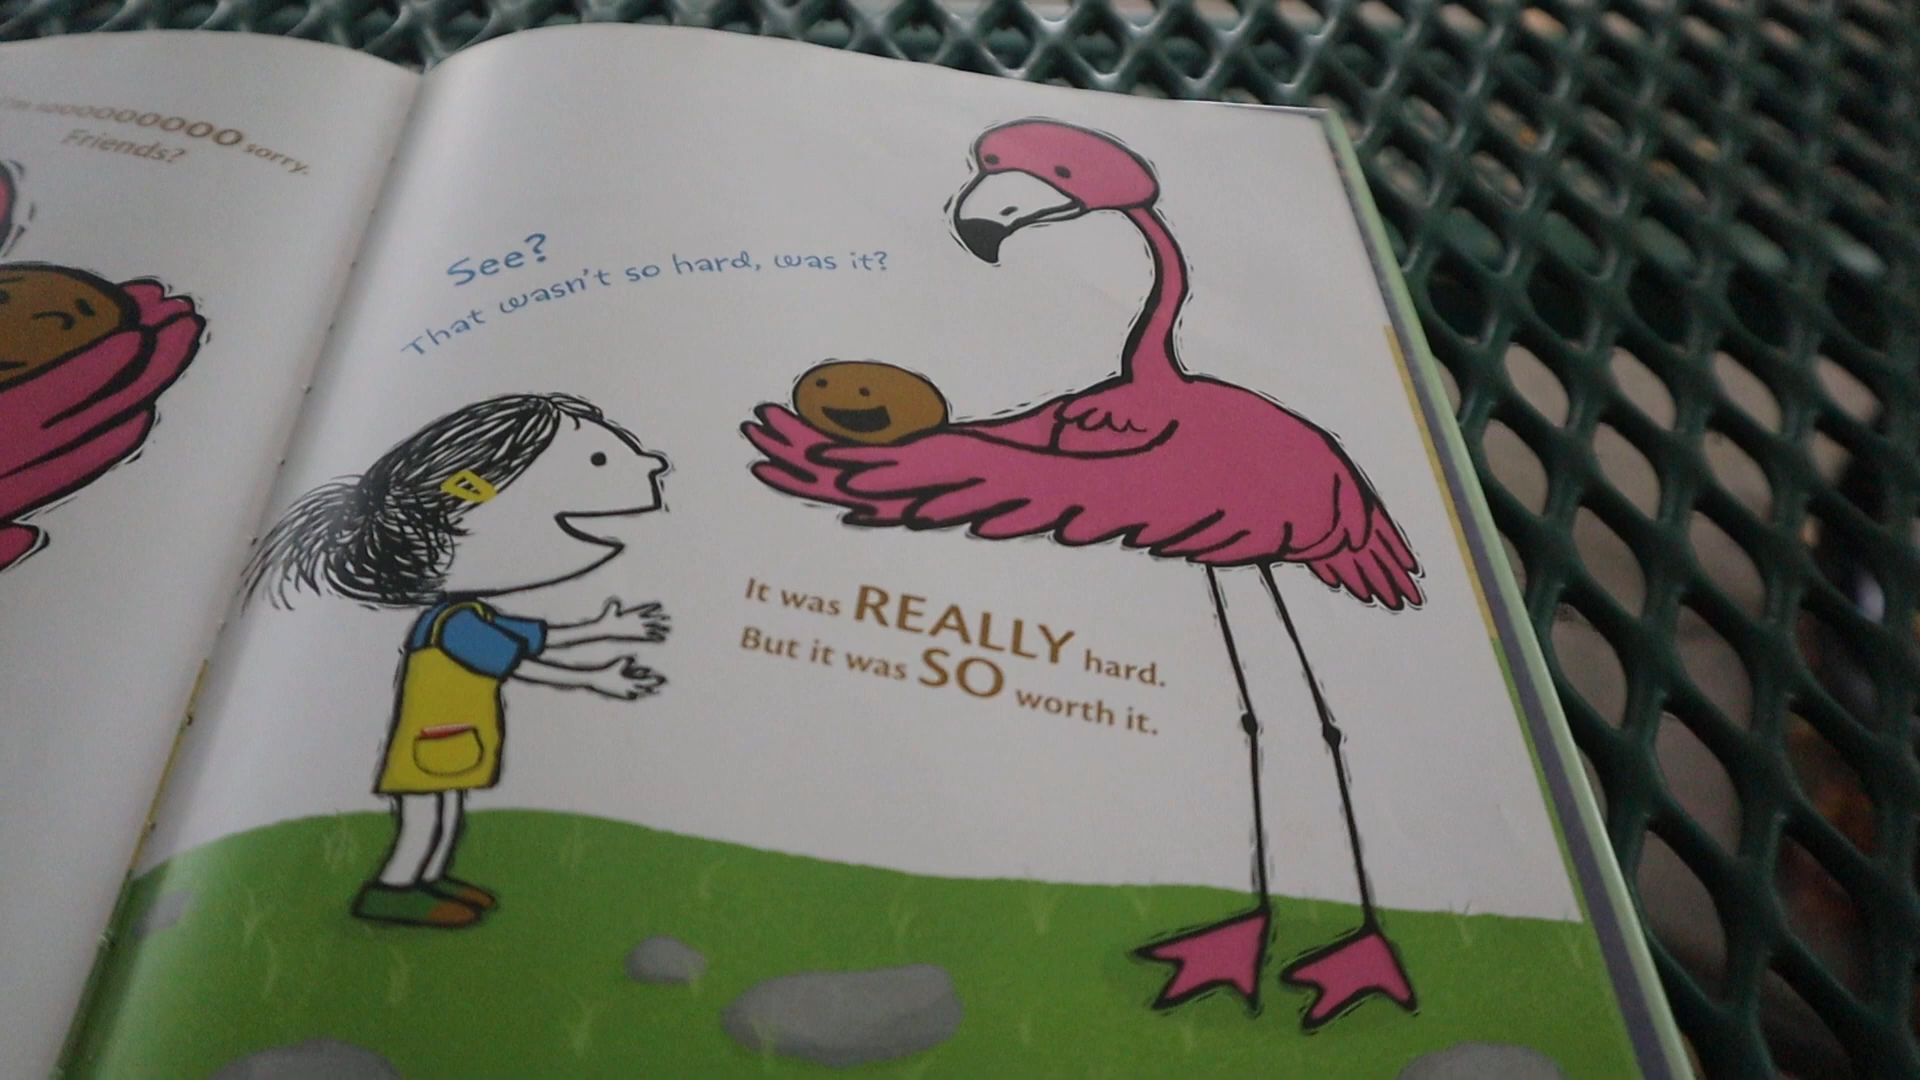 sooooooooo sorry.
Friends?
See?
That wasn't so hard, was it?
It was REALLY hard.
But it was SO worth it.